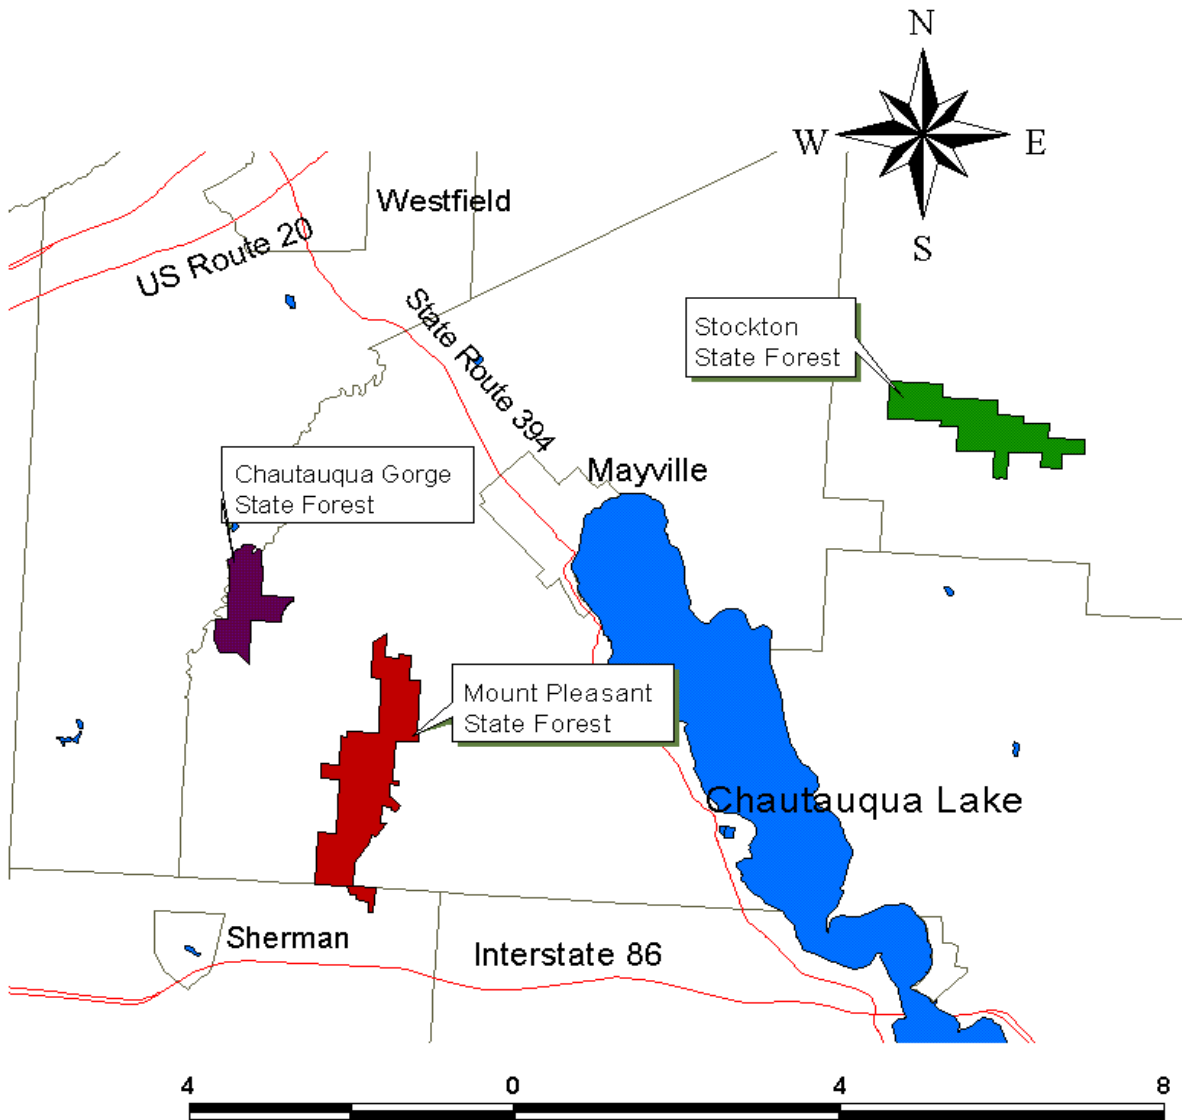 N
W E
S
Westfield
US Route 20
State Route 394
Stockton
State Forest
Mayville
Chautauqua Gorge
State Forest
Mount Pleasant
State Forest
Chautauqua Lake
Sherman
Interstate 86
4 0 4 8